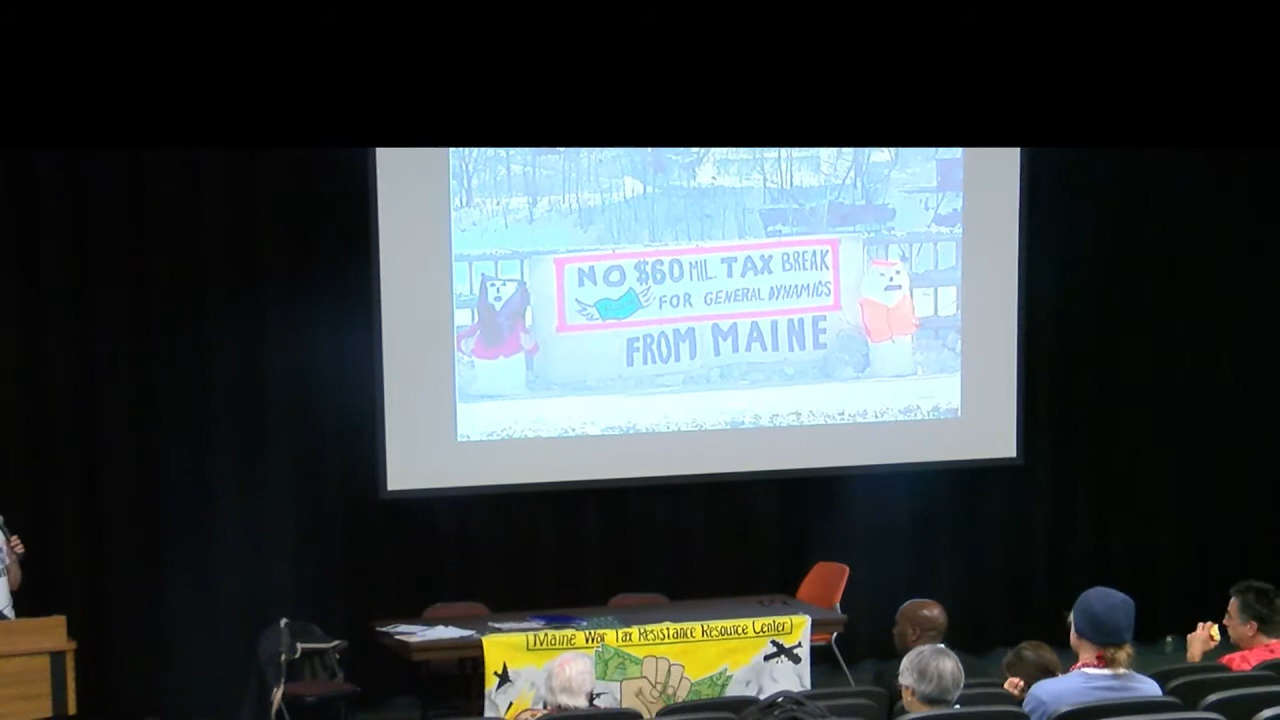 NO $60 MIL. TAX BREAK
FOR GENERAL DYNAMICS
FROM MAINE
Maine War Tax Resistance Resource Center